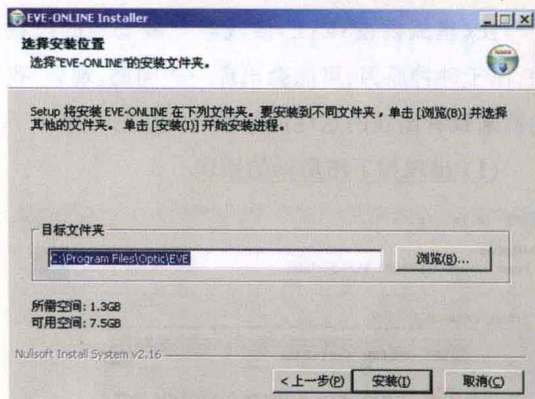 EVE-ONLINE Installer
选择安装位置
选择"EVE-ONLINE"的安装文件夹。
Setup 将安装 EVE-ONLINE 在下列文件夹。要安装到不同文件夹，单击 [浏览(B)] 并选择
其他的文件夹。 单击 [安装(I)] 开始安装进程。
目标文件夹
C:\Program Files\Optic\EVE
浏览(B)...
所需空间: 1.3GB
可用空间: 7.5GB
Nullsoft Install System v2.16
< 上一步(P)
安装(I)
取消(C)